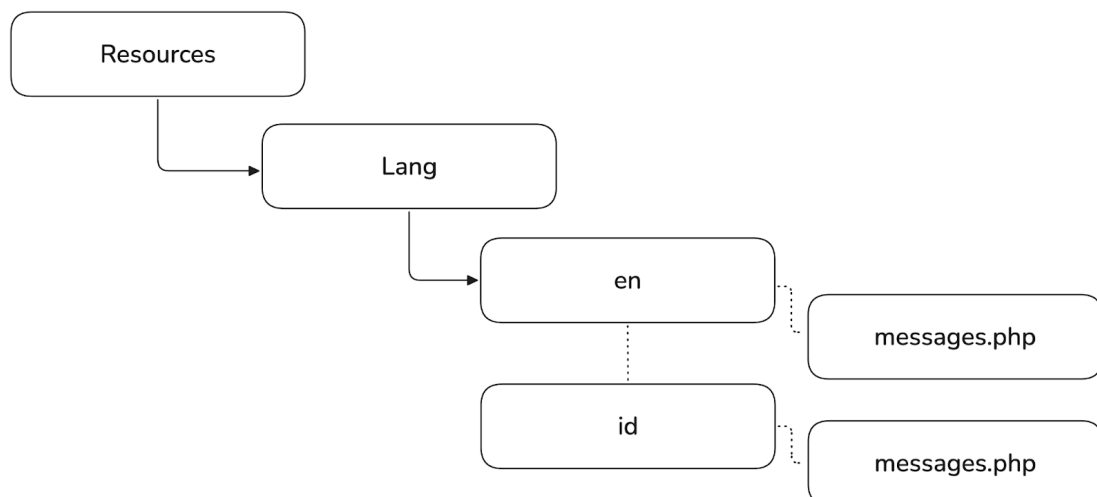 Resources
Lang
en
messages.php
id
messages.php